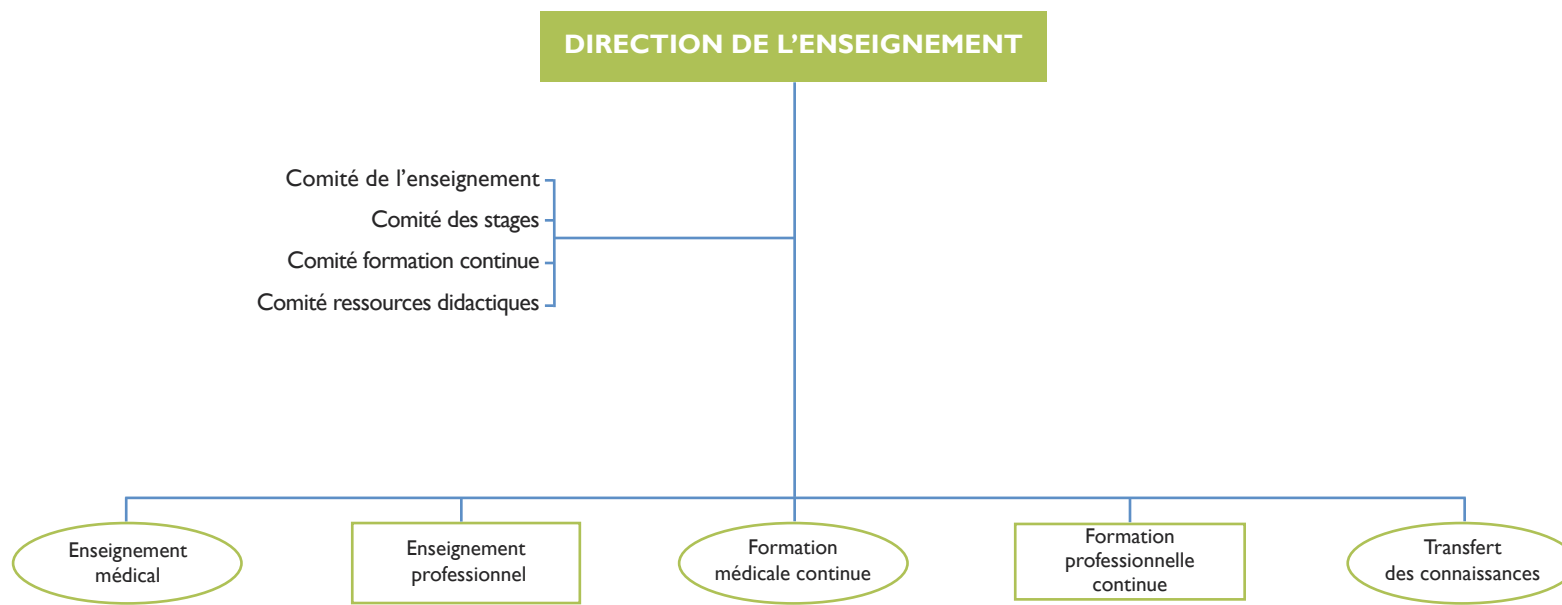 DIRECTION DE L’ENSEIGNEMENT
Comité de l’enseignement
Comité des stages
Comité formation continue
Comité ressources didactiques
Enseignement
médical
Enseignement
professionnel
Formation
médicale continue
Formation
professionnelle
continue
Transfert
des connaissances